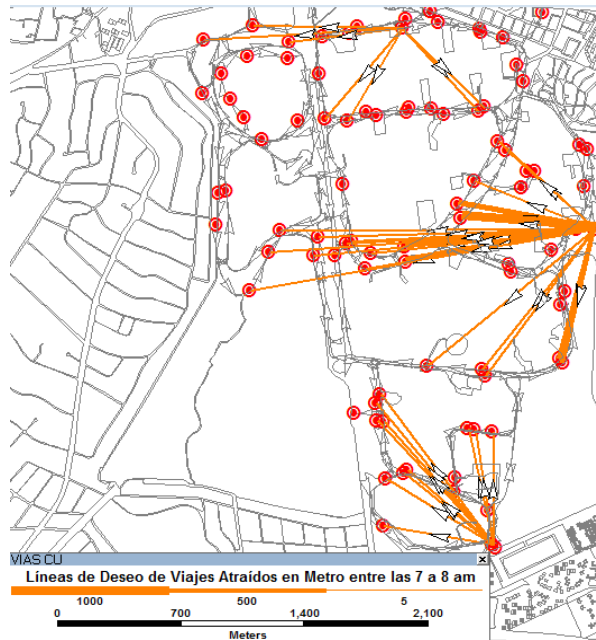 VIAS CU
Líneas de Deseo de Viajes Atraídos en Metro entre las 7 a 8 am
1000 500 5
0 700 1,400 2,100
Meters